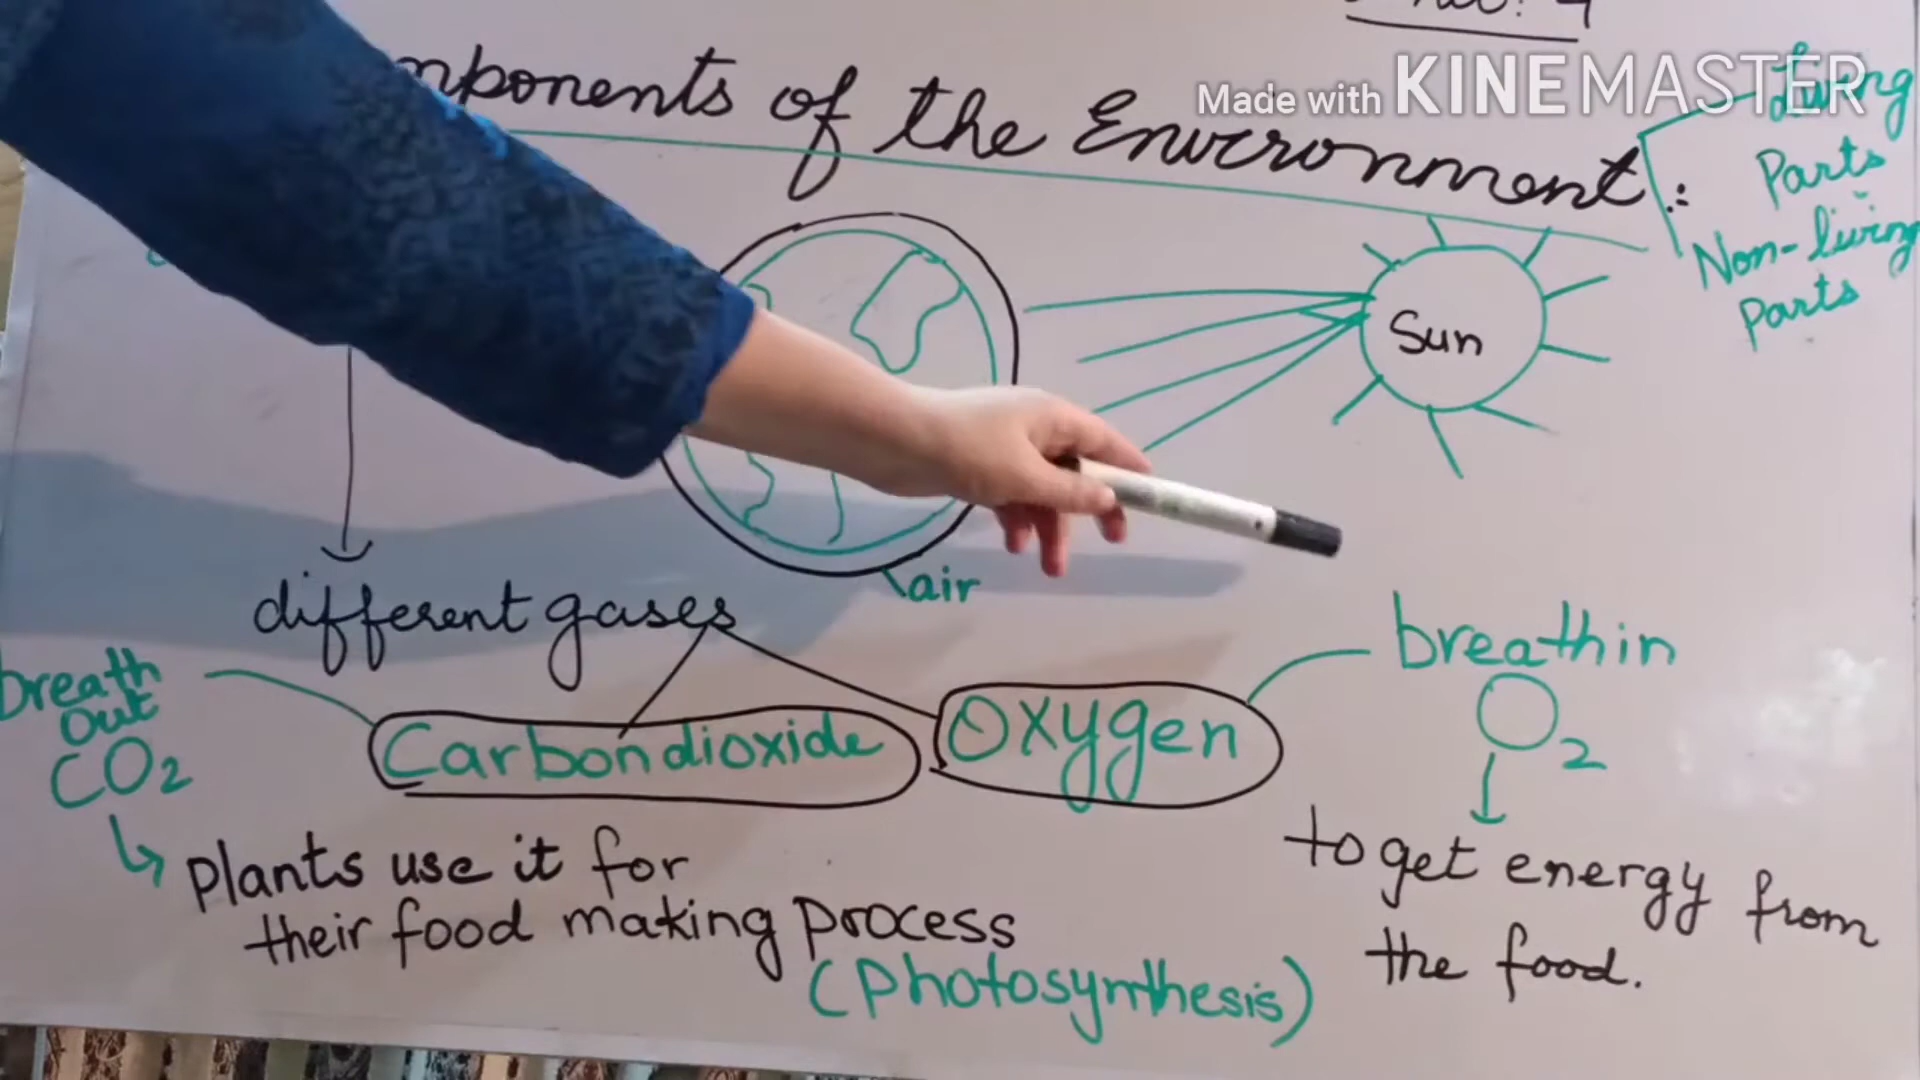 Made with KINEMASTER
mponents of the Environment :
Living
Parts
Non-living
Parts
Sun
air
different gases
breath
out
CO2
Carbondioxide
Oxygen
breathin
O2
Plants use it for
their food making process
(Photosynthesis)
to get energy from
the food.